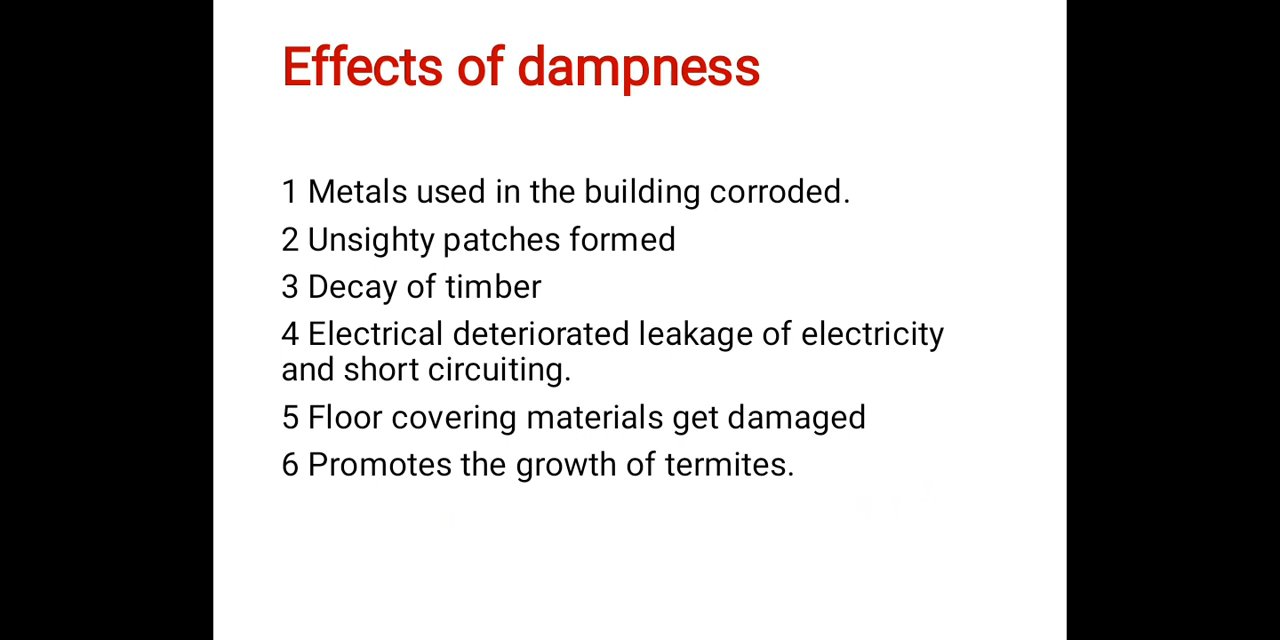 Effects of dampness
1 Metals used in the building corroded.
2 Unsighty patches formed
3 Decay of timber
4 Electrical deteriorated leakage of electricity
and short circuiting.
5 Floor covering materials get damaged
6 Promotes the growth of termites.